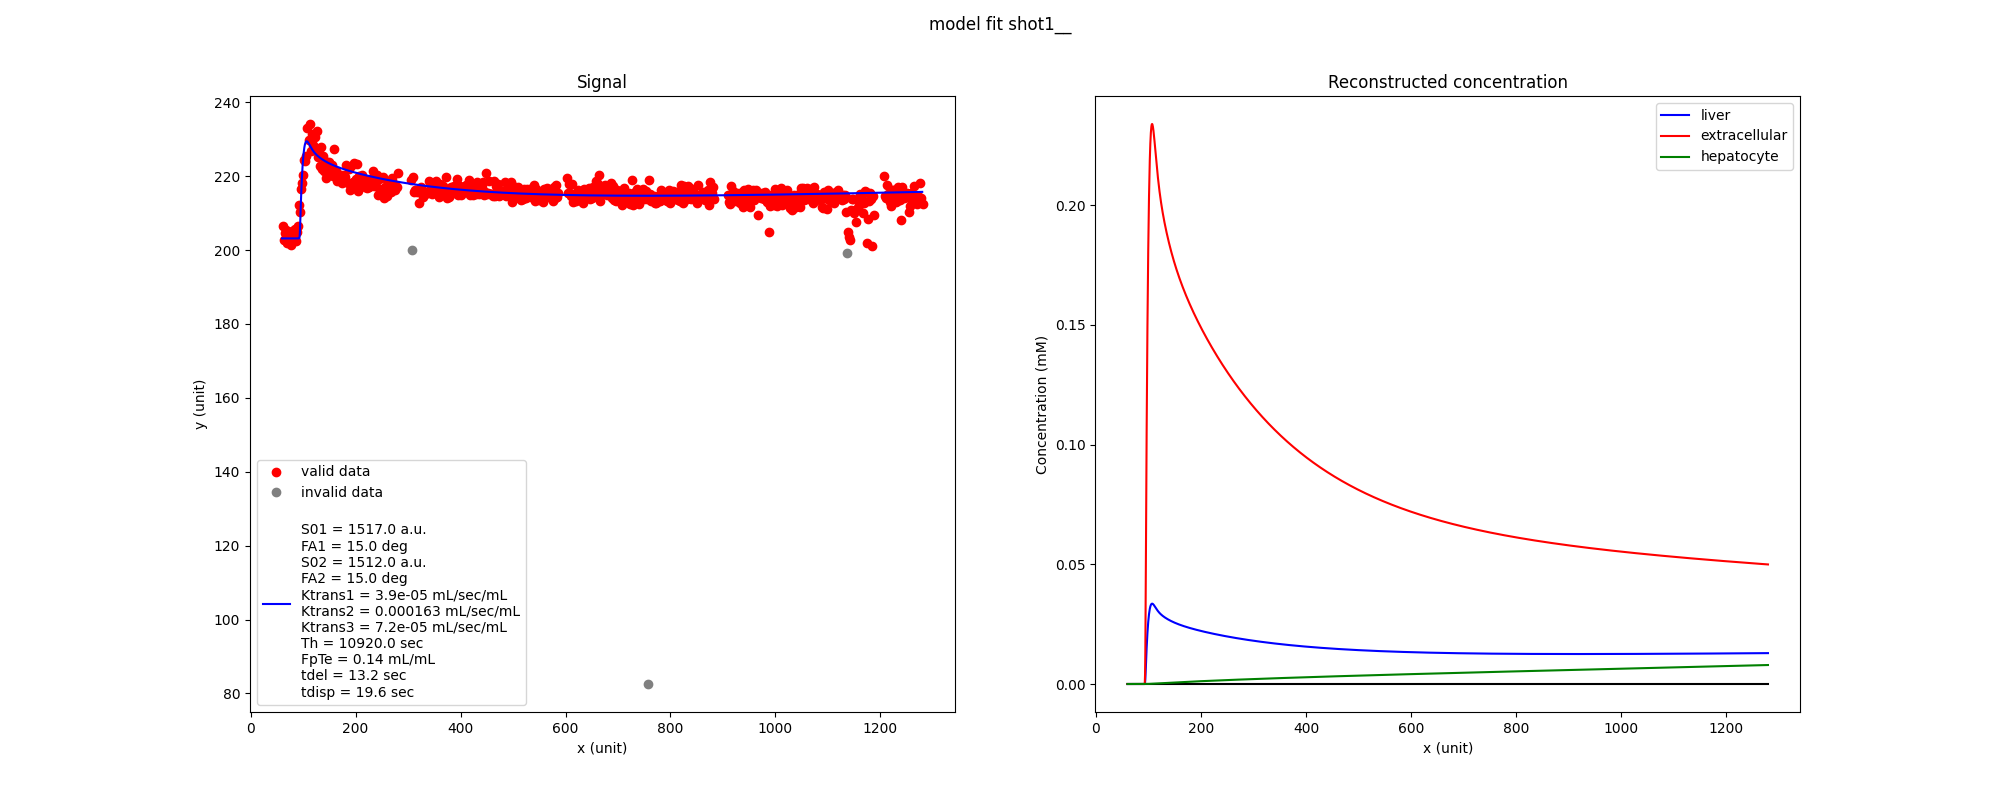 model fit shot1__
Signal
240
220
200
180
160
140
120
100
80
y (unit)
valid data
invalid data
S01 = 1517.0 a.u.
FA1 = 15.0 deg
S02 = 1512.0 a.u.
FA2 = 15.0 deg
Ktrans1 = 3.9e-05 mL/sec/mL
Ktrans2 = 0.000163 mL/sec/mL
Ktrans3 = 7.2e-05 mL/sec/mL
Th = 10920.0 sec
FpTe = 0.14 mL/mL
tdel = 13.2 sec
tdisp = 19.6 sec
0 200 400 600 800 1000 1200
x (unit)
Reconstructed concentration
liver
extracellular
hepatocyte
0.20
0.15
0.10
0.05
0.00
Concentration (mM)
0 200 400 600 800 1000 1200
x (unit)